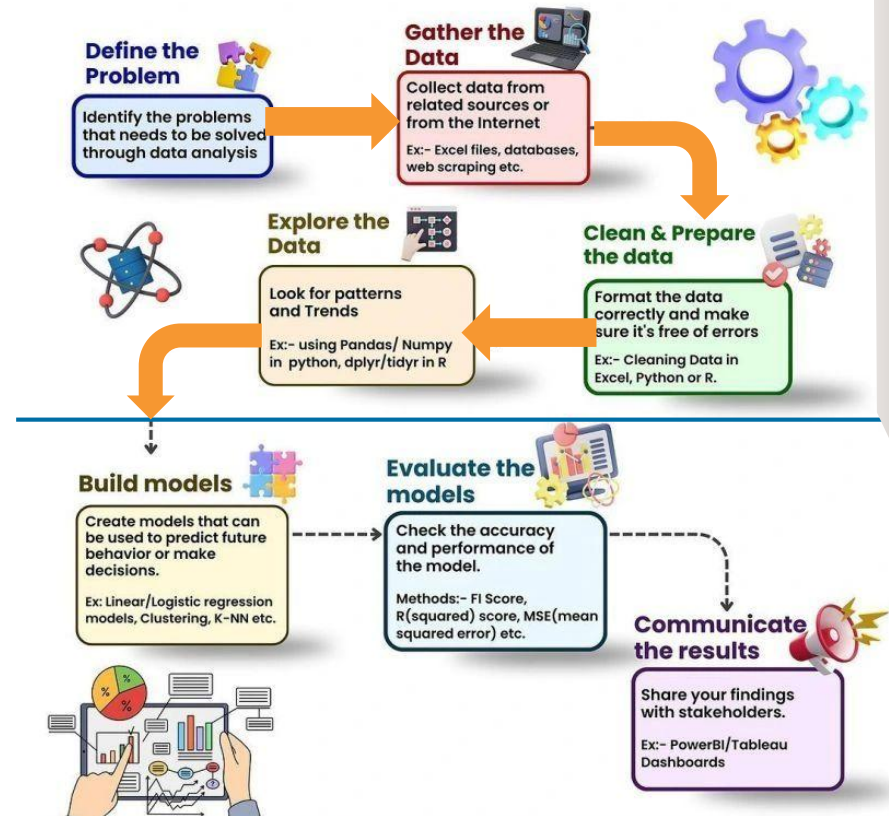 Define the
Problem
Identify the problems
that needs to be solved
through data analysis
Gather the
Data
Collect data from
related sources or
from the Internet
Ex:- Excel files, databases,
web scraping etc.
Clean & Prepare
the data
Format the data
correctly and make
sure it's free of errors
Ex:- Cleaning Data in
Excel, Python or R.
Explore the
Data
Look for patterns
and Trends
Ex:- using Pandas/ Numpy
in python, dplyr/tidyr in R
Build models
Create models that can
be used to predict future
behavior or make
decisions.
Ex: Linear/Logistic regression
models, Clustering, K-NN etc.
Evaluate the
models
Check the accuracy
and performance of
the model.
Methods:- FI Score,
R(squared) score, MSE(mean
squared error) etc.
Communicate
the results
Share your findings
with stakeholders.
Ex:- PowerBI/Tableau
Dashboards
%
%
%
?